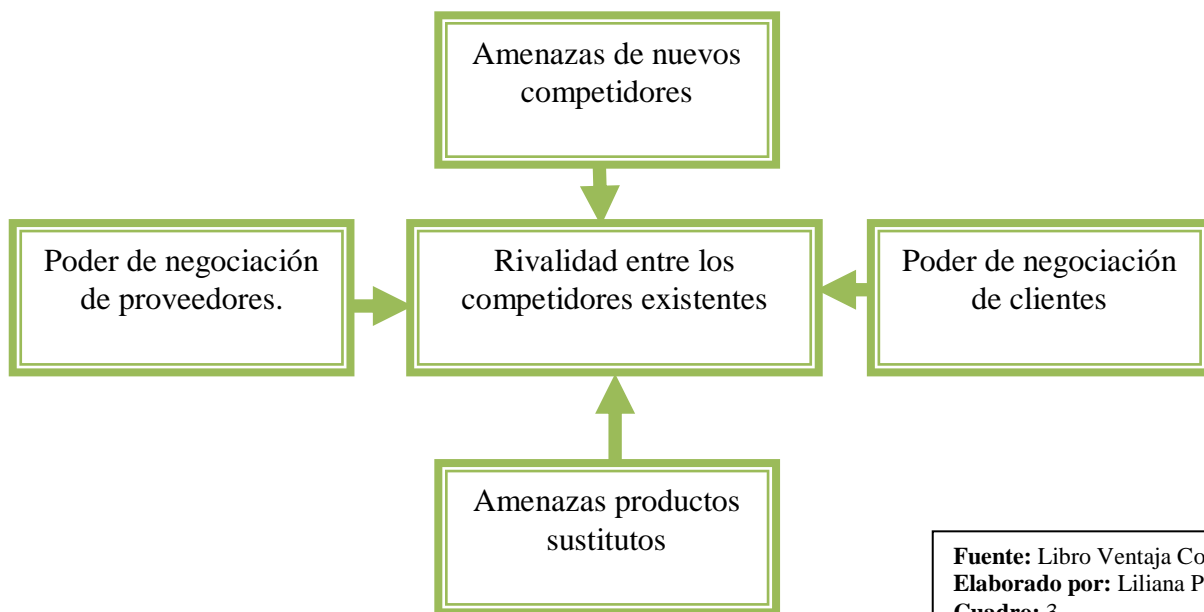 Amenazas de nuevos
competidores
Poder de negociación
de proveedores.
Rivalidad entre los
competidores existentes
Poder de negociación
de clientes
Amenazas productos
sustitutos
Fuente: Libro Ventaja
Elaborado por: Liliana
Cuadro: 3